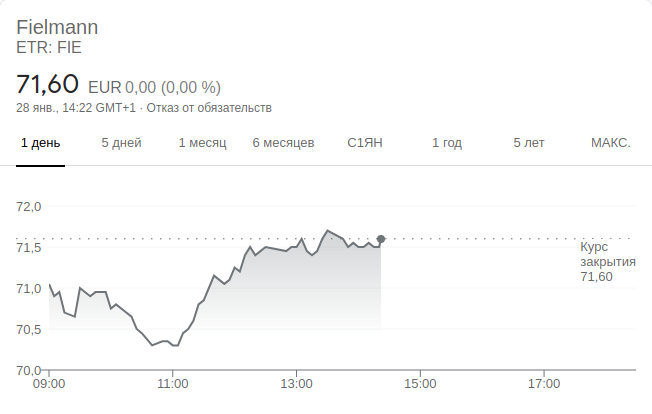 Fielmann
ETR: FIE
71,60 EUR 0,00 (0,00 %)
28 янв., 14:22 GMT+1 · Отказ от обязательств
1 день 5 дней 1 месяц 6 месяцев С1ЯН 1 год 5 лет МАКС.
72,0
71,5
Курс
закрытия
71,60
71,0
70,5
70,0
09:00 11:00 13:00 15:00 17:00